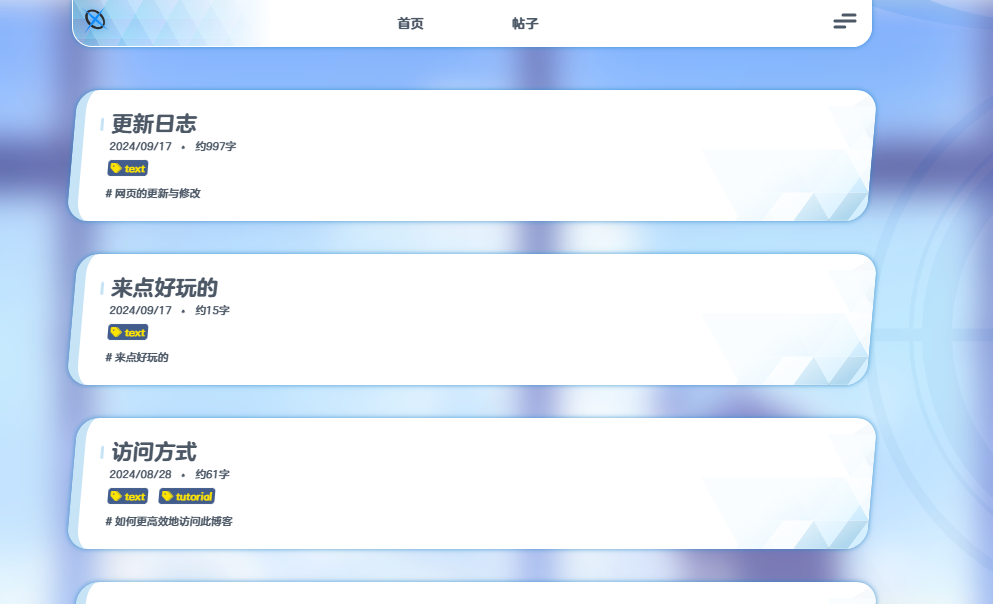 首页 帖子
更新日志
2024/09/17 • 约997字
text
# 网页的更新与修改
来点好玩的
2024/09/17 • 约15字
text
# 来点好玩的
访问方式
2024/08/28 • 约61字
text tutorial
# 如何更高效地访问此博客